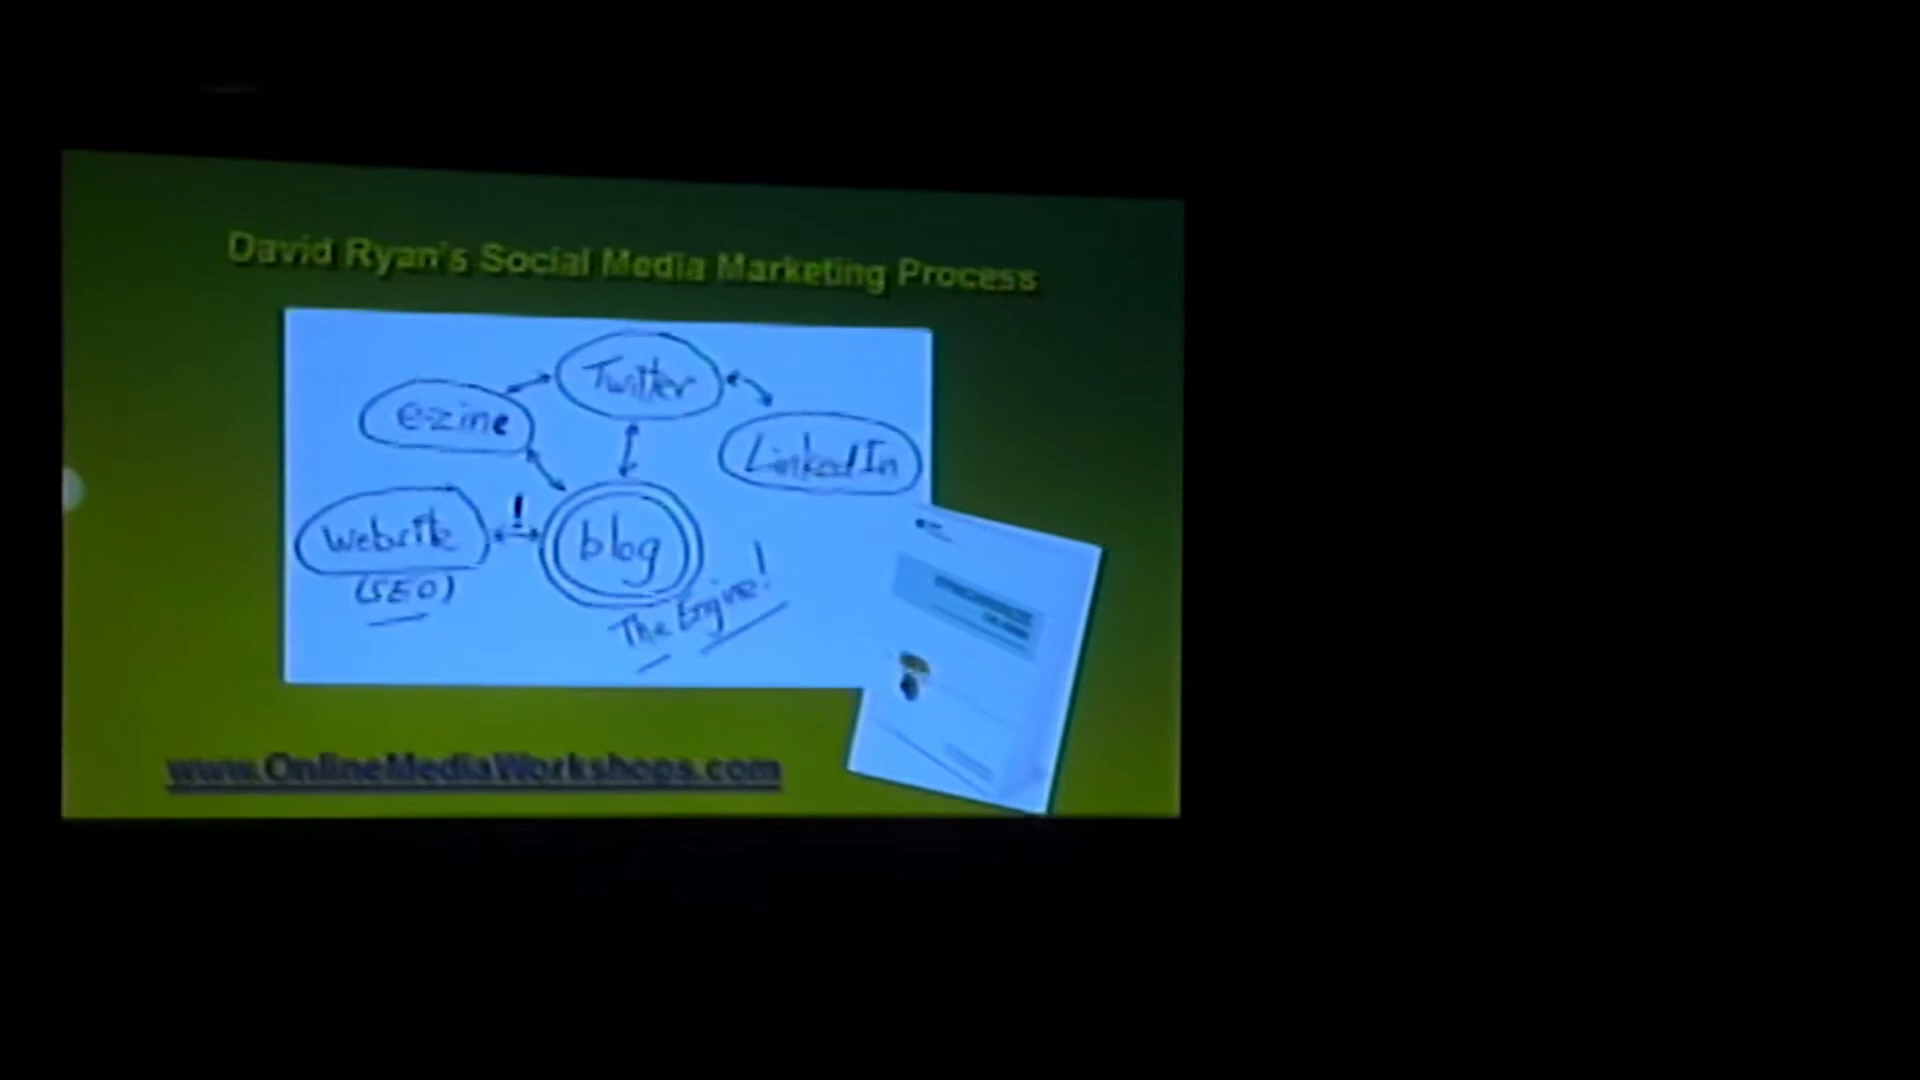 David Ryan's Social Media Marketing Process
Twitter
e-zine
LinkedIn
!
Website
blog
(SEO)
The Engine!
www.OnlineMediaWorkshops.com